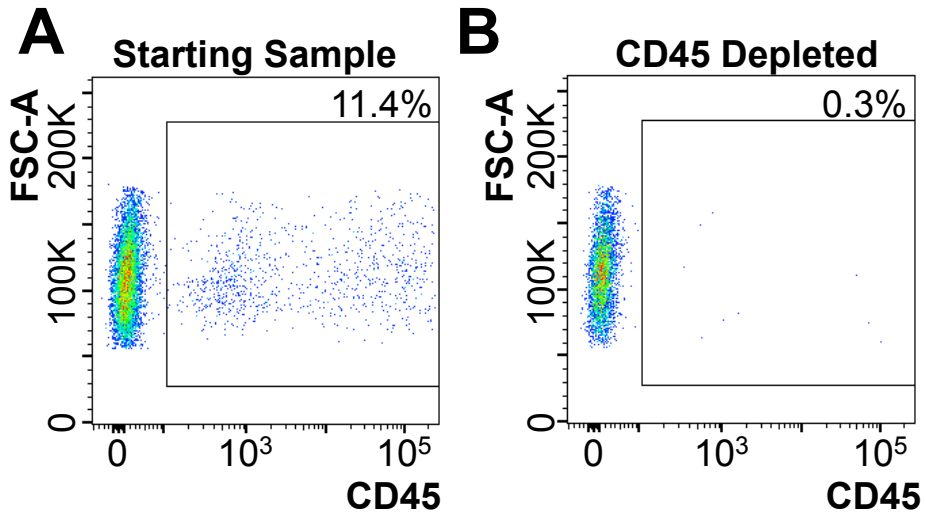 A
Starting Sample
11.4%
FSC-A
200K
100K
0
0
10³
10⁵
CD45
B
CD45 Depleted
0.3%
FSC-A
200K
100K
0
0
10³
10⁵
CD45